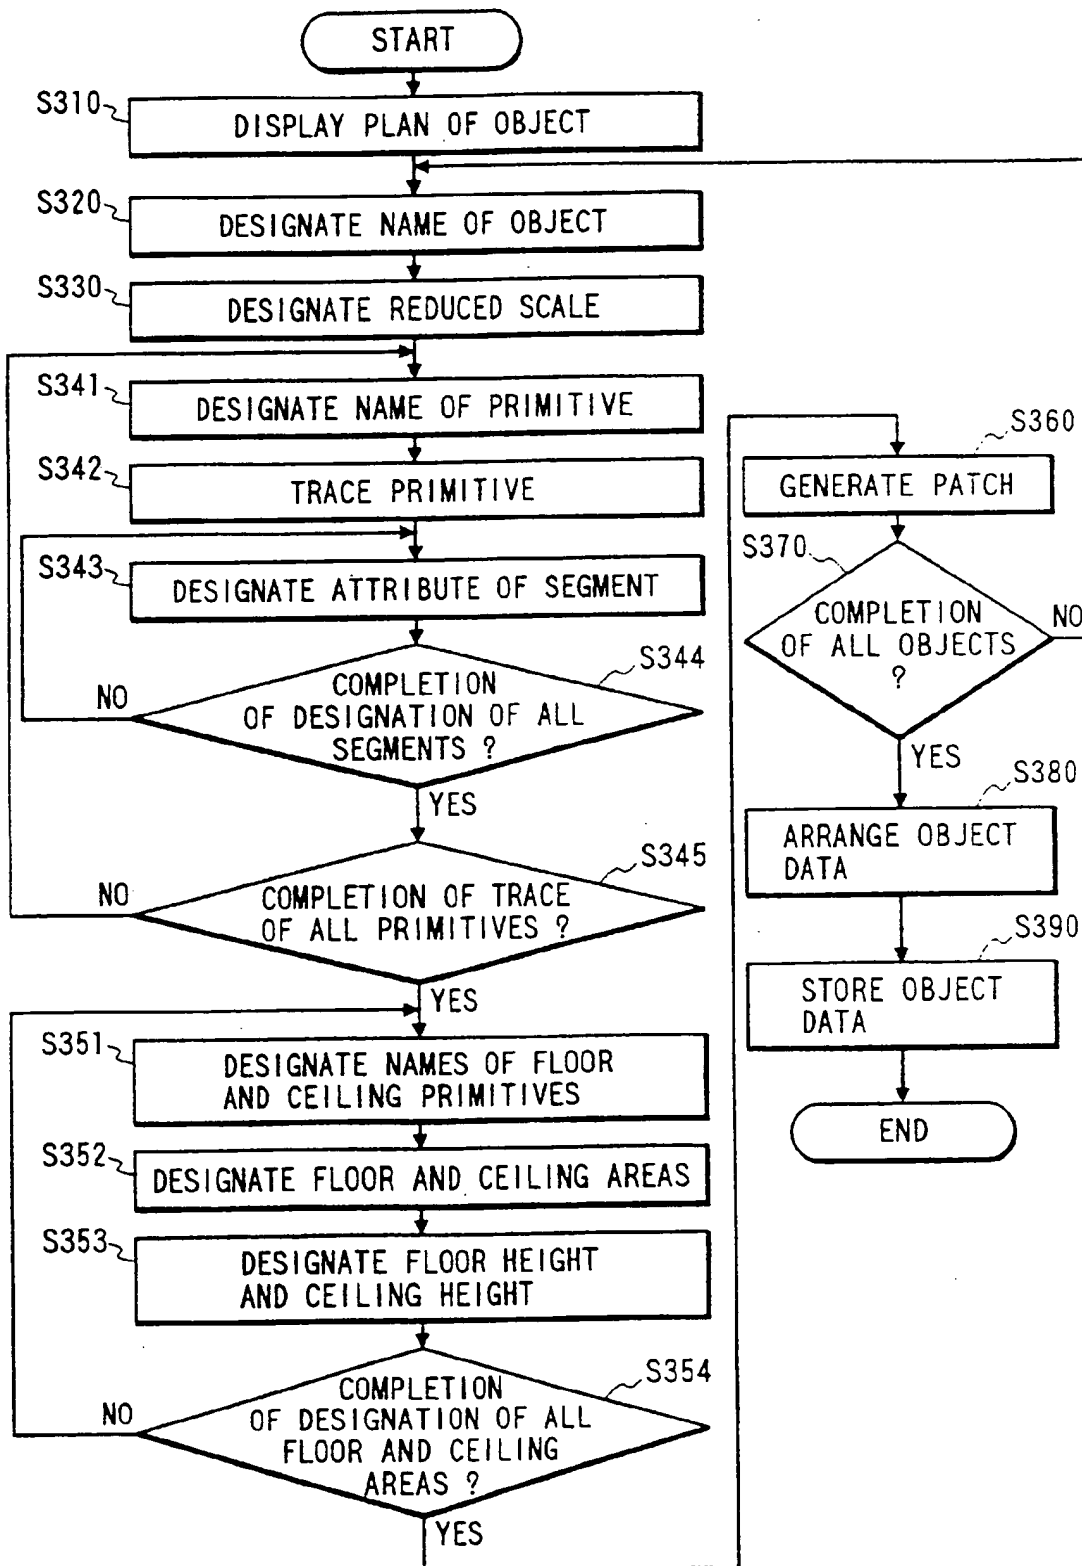 START
S310
DISPLAY PLAN OF OBJECT
S320
DESIGNATE NAME OF OBJECT
S330
DESIGNATE REDUCED SCALE
S341
DESIGNATE NAME OF PRIMITIVE
S342
TRACE PRIMITIVE
S343
DESIGNATE ATTRIBUTE OF SEGMENT
S344
COMPLETION
OF DESIGNATION OF ALL
SEGMENTS ?
NO
YES
S345
COMPLETION OF TRACE
OF ALL PRIMITIVES ?
NO
YES
S351
DESIGNATE NAMES OF FLOOR
AND CEILING PRIMITIVES
S352
DESIGNATE FLOOR AND CEILING AREAS
S353
DESIGNATE FLOOR HEIGHT
AND CEILING HEIGHT
S354
COMPLETION
OF DESIGNATION OF ALL
FLOOR AND CEILING
AREAS ?
NO
YES
S360
GENERATE PATCH
S370
COMPLETION
OF ALL OBJECTS
?
NO
YES
S380
ARRANGE OBJECT
DATA
S390
STORE OBJECT
DATA
END